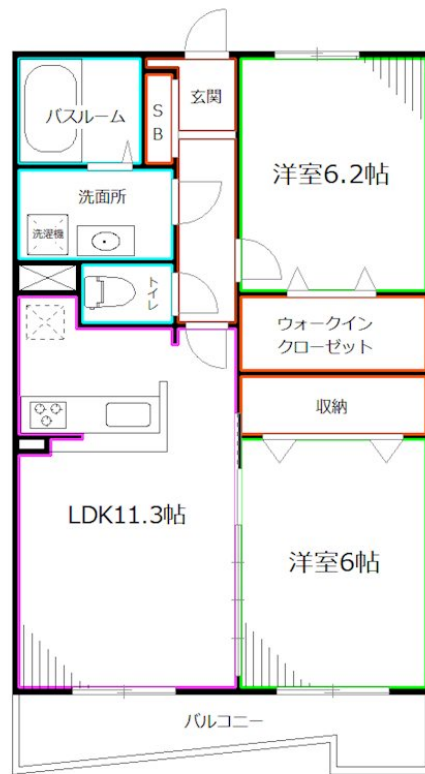 玄関
バスルーム
SB
洋室6.2帖
洗面所
洗濯機
トイレ
ウォークイン
クローゼット
収納
LDK11.3帖
洋室6帖
バルコニー